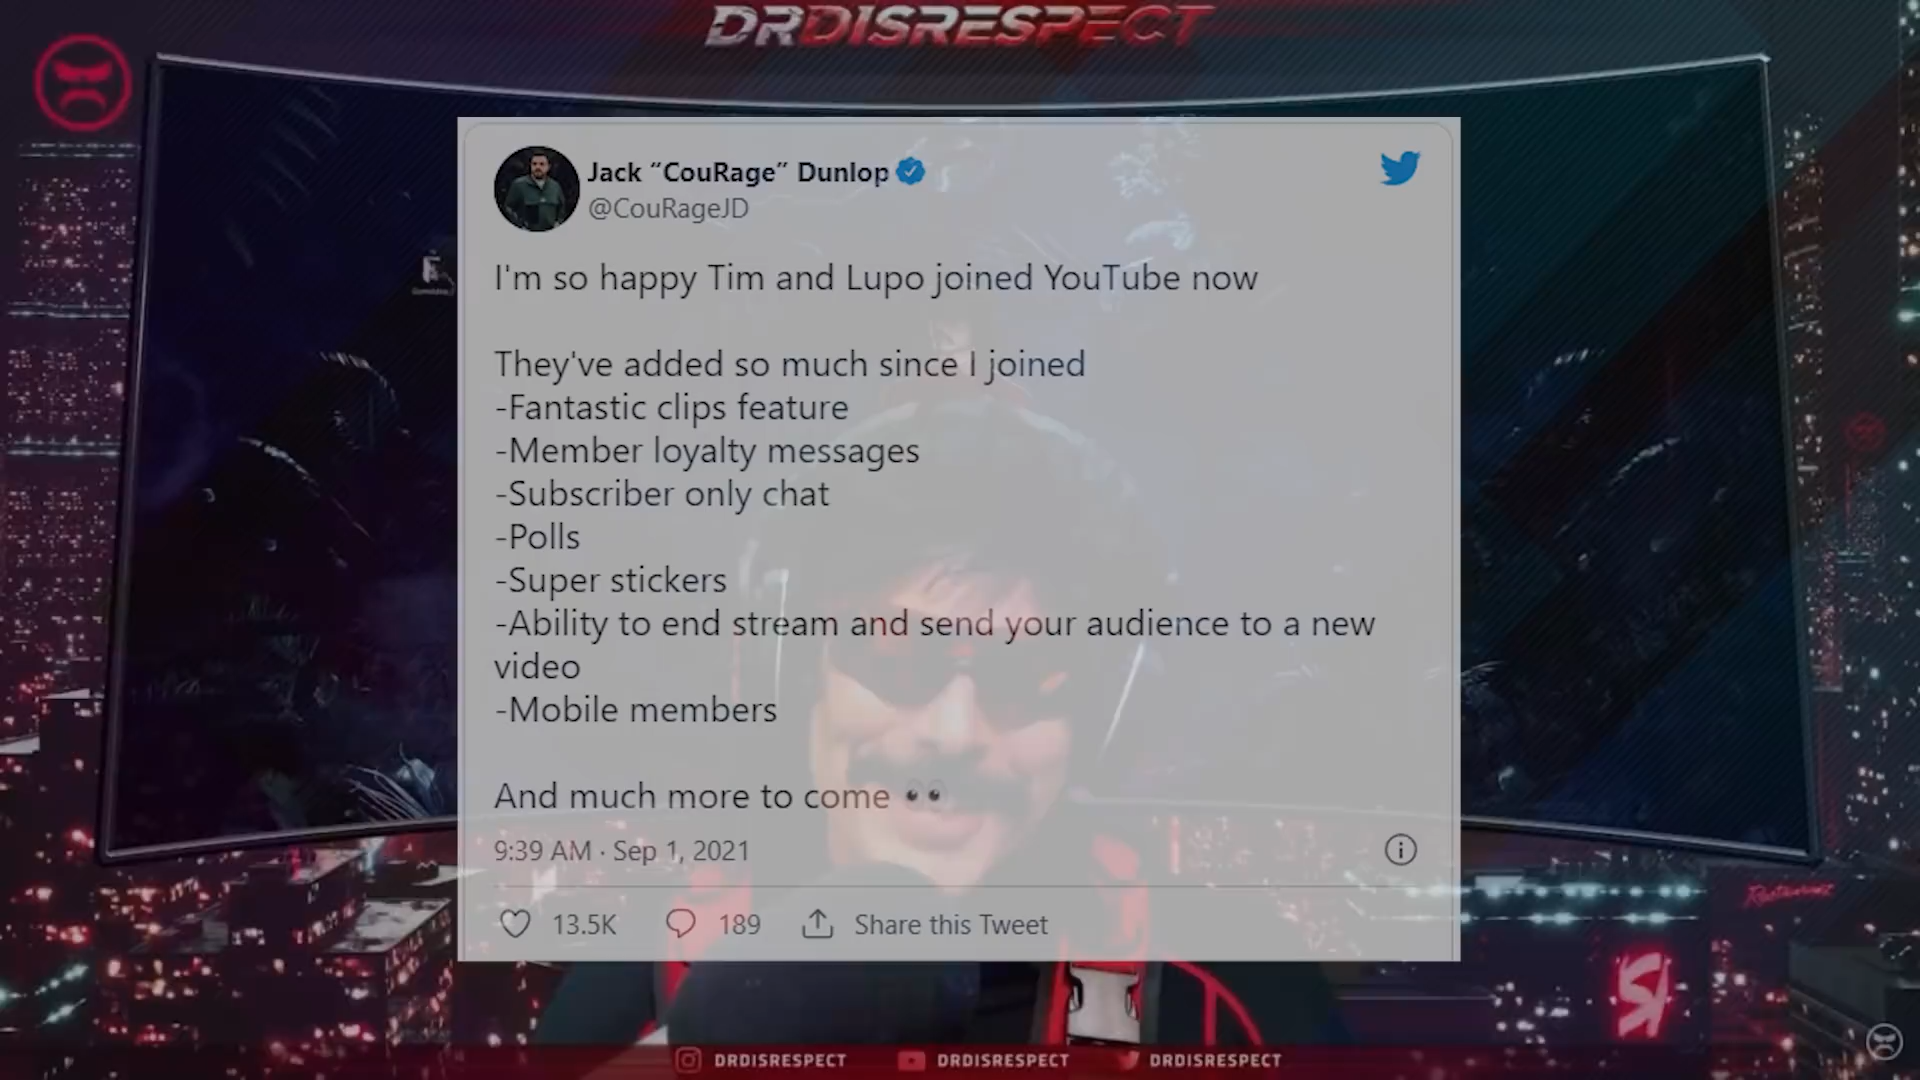 DRDISRESPECT
Jack “CouRage” Dunlop
@CouRageJD
I'm so happy Tim and Lupo joined YouTube now
They've added so much since I joined
-Fantastic clips feature
-Member loyalty messages
-Subscriber only chat
-Polls
-Super stickers
-Ability to end stream and send your audience to a new
video
-Mobile members
And much more to come 👀
9:39 AM · Sep 1, 2021
13.5K 189 Share this Tweet
DRDISRESPECT DRDISRESPECT DRDISRESPECT